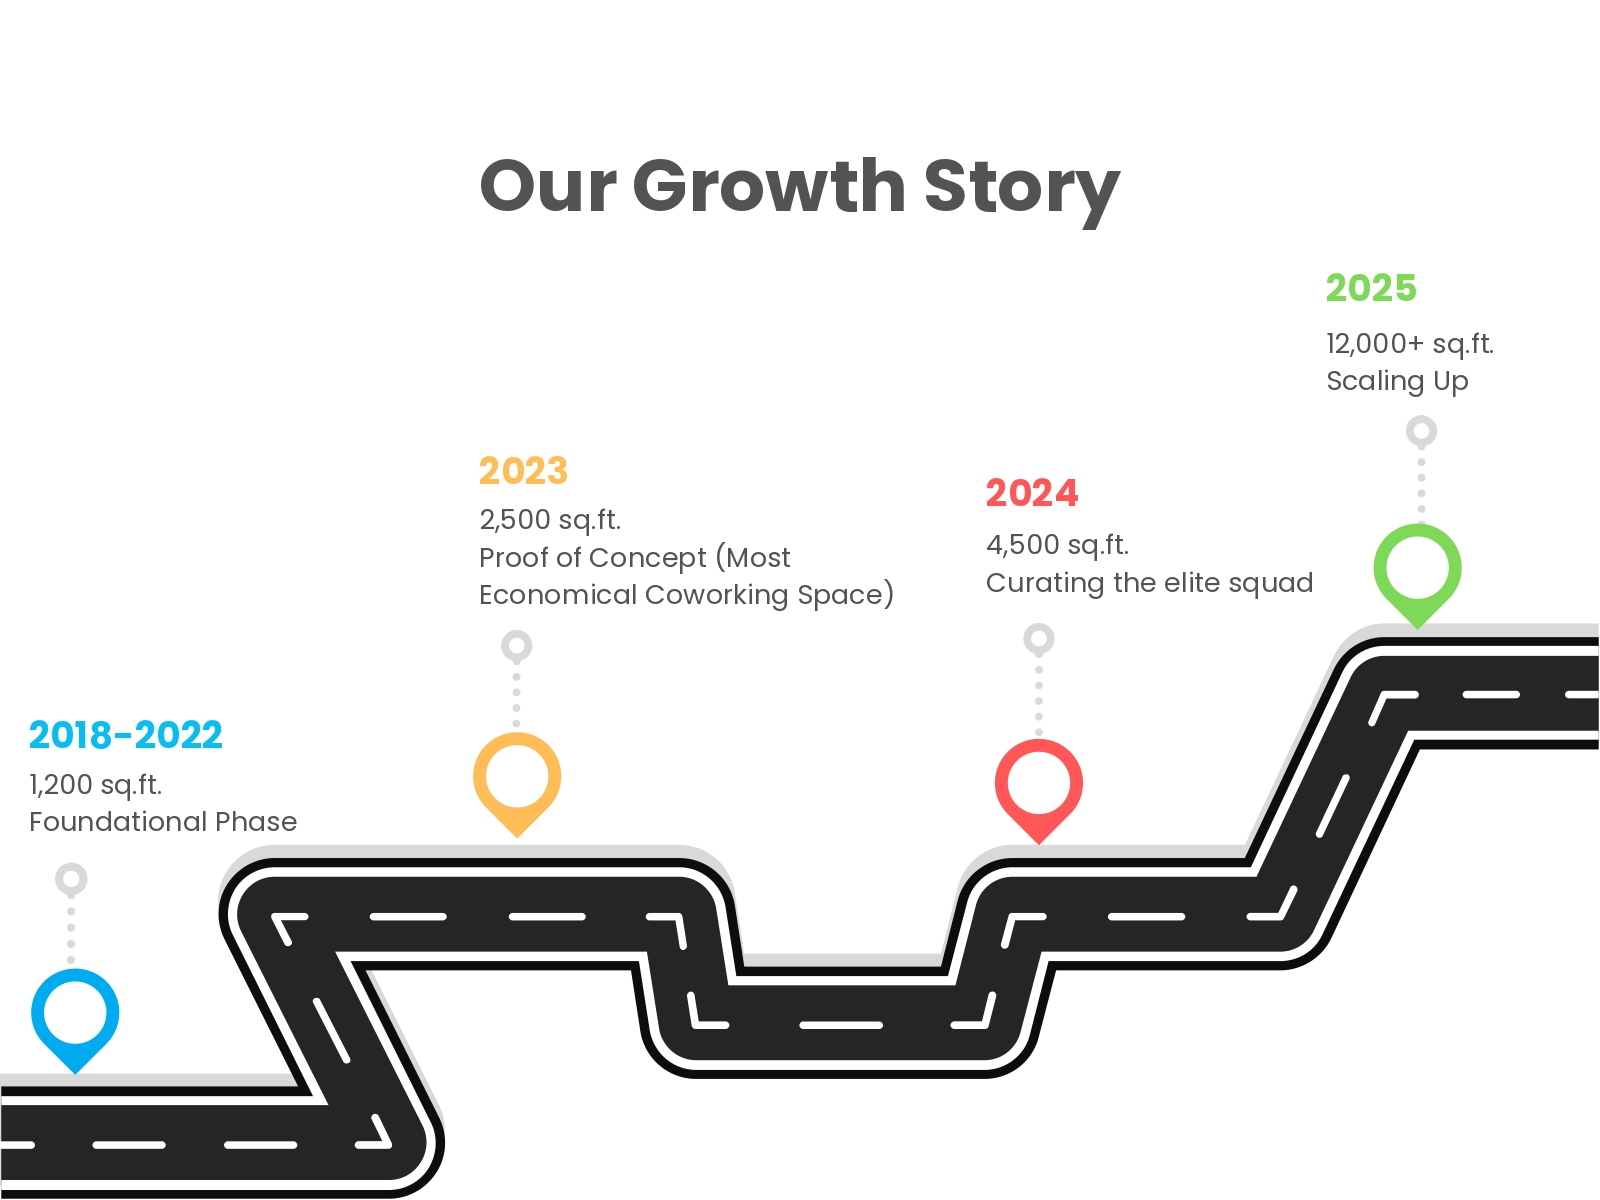 Our Growth Story
2018-2022
1,200 sq.ft.
Foundational Phase
2023
2,500 sq.ft.
Proof of Concept (Most
Economical Coworking Space)
2024
4,500 sq.ft.
Curating the elite squad
2025
12,000+ sq.ft.
Scaling Up